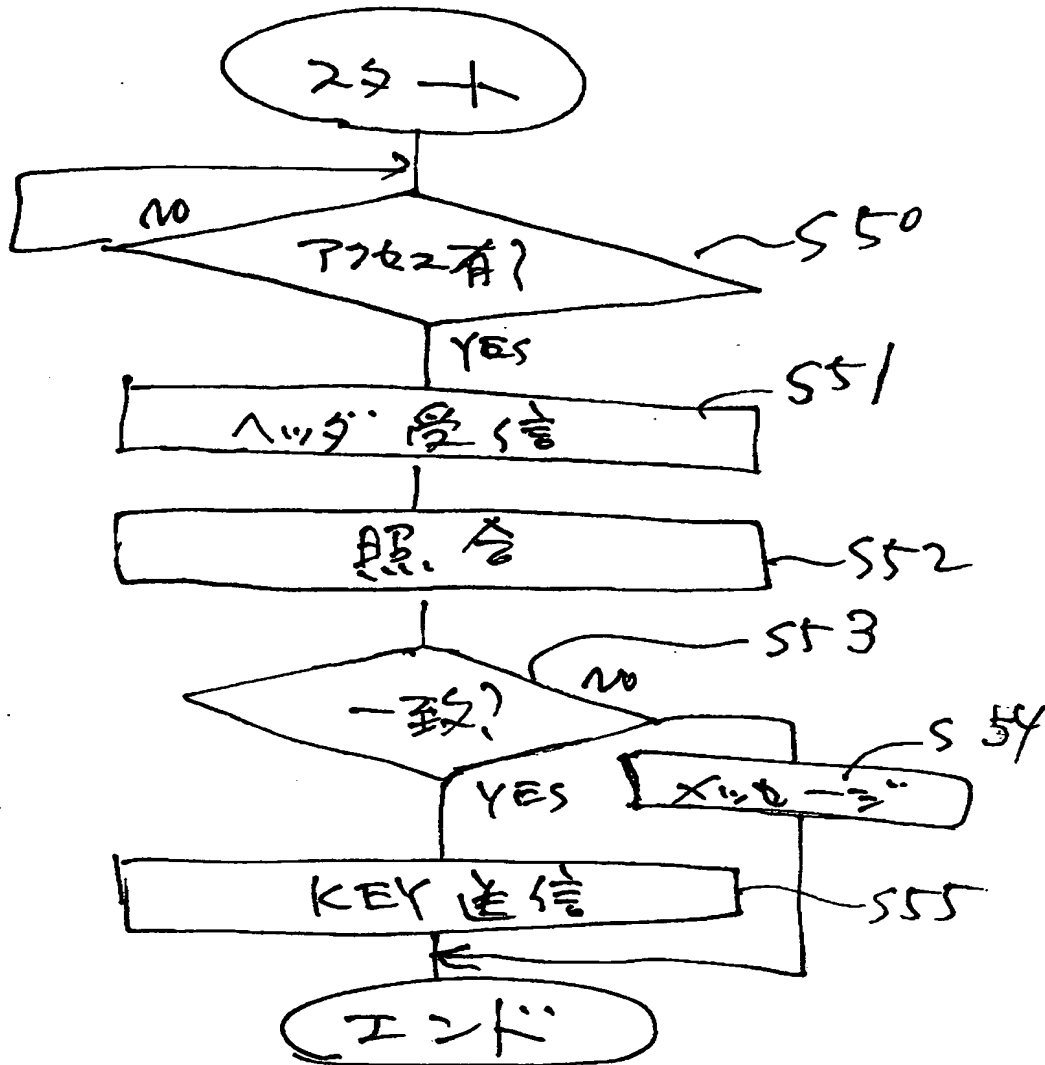 スタート
NO
アクセス有?
S50
YES
S51
ヘッダ受信
照合
S52
S53
一致?
NO
S54
YES
メッセージ
KEY送信
S55
エンド